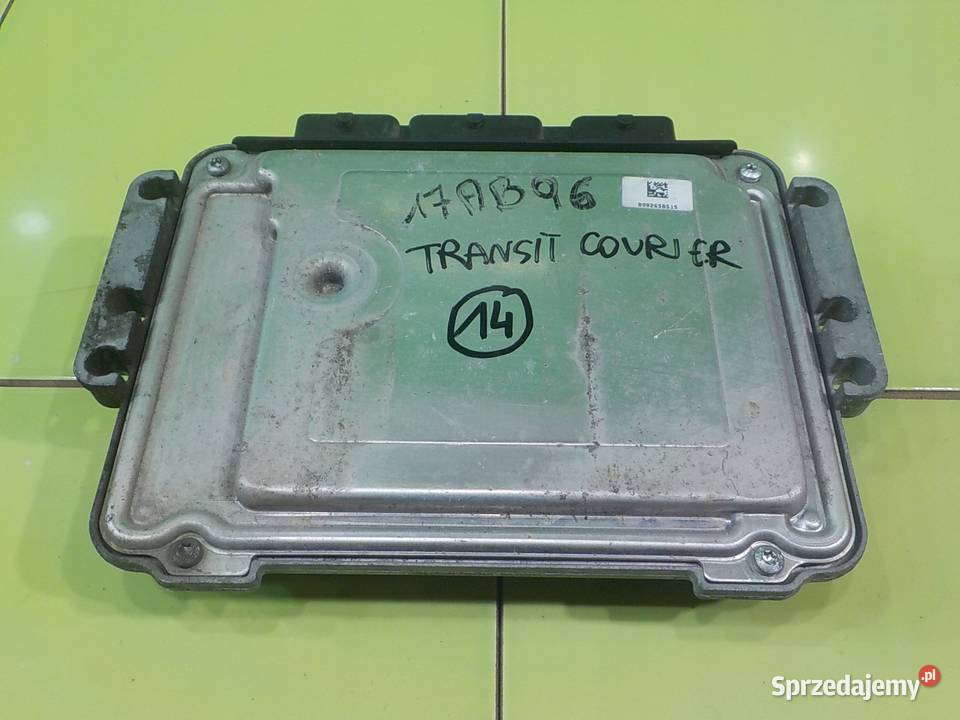 17AB96
TRANSIT COURIER
14
Sprzedajemy.pl